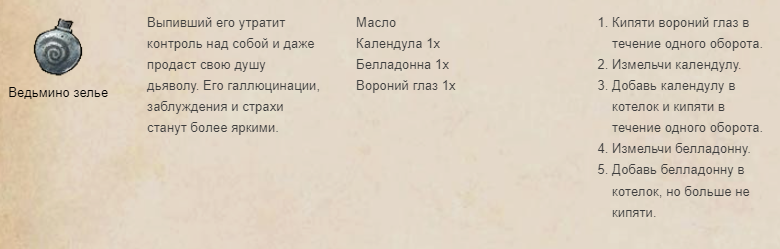 Ведьмино зелье
Выпивший его утратит
контроль над собой и даже
продаст свою душу
дьяволу. Его галлюцинации,
заблуждения и страхи
станут более яркими.
Масло
Календула 1x
Белладонна 1x
Вороний глаз 1x
1. Кипяти вороний глаз в
течение одного оборота.
2. Измельчи календулу.
3. Добавь календулу в
котелок и кипяти в
течение одного оборота.
4. Измельчи белладонну.
5. Добавь белладонну в
котелок, но больше не
кипяти.